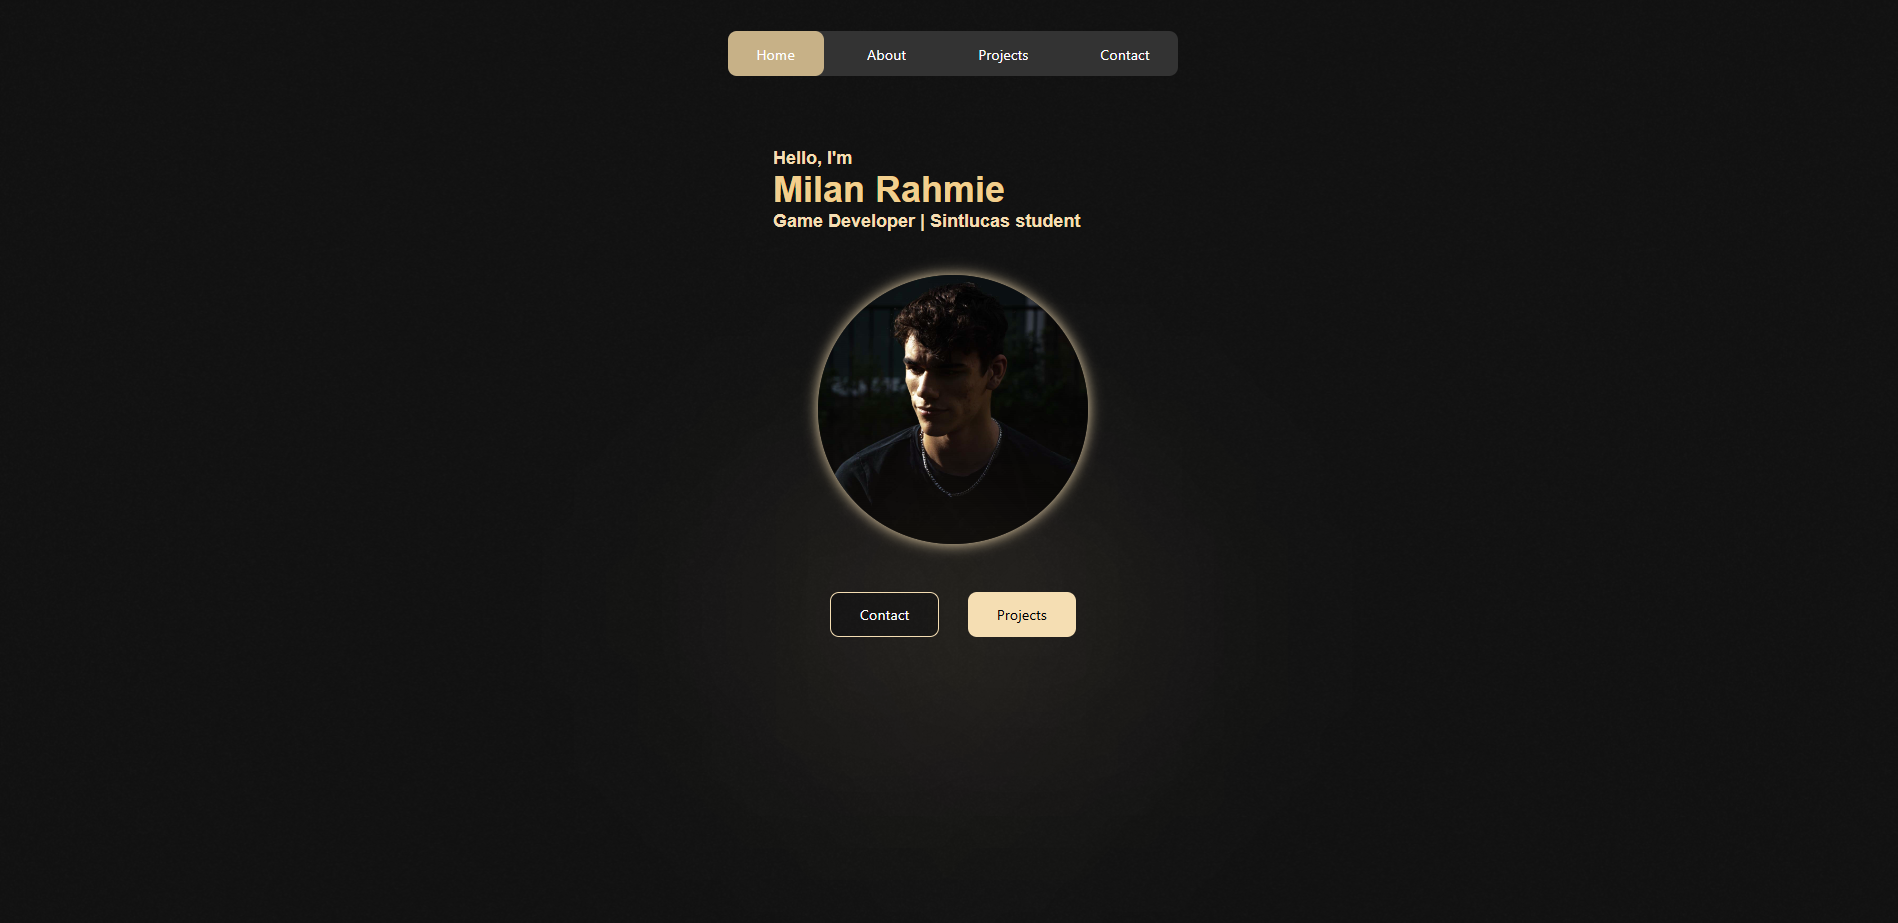 Home About Projects Contact
Hello, I'm
Milan Rahmie
Game Developer | Sintlucas student
Contact Projects